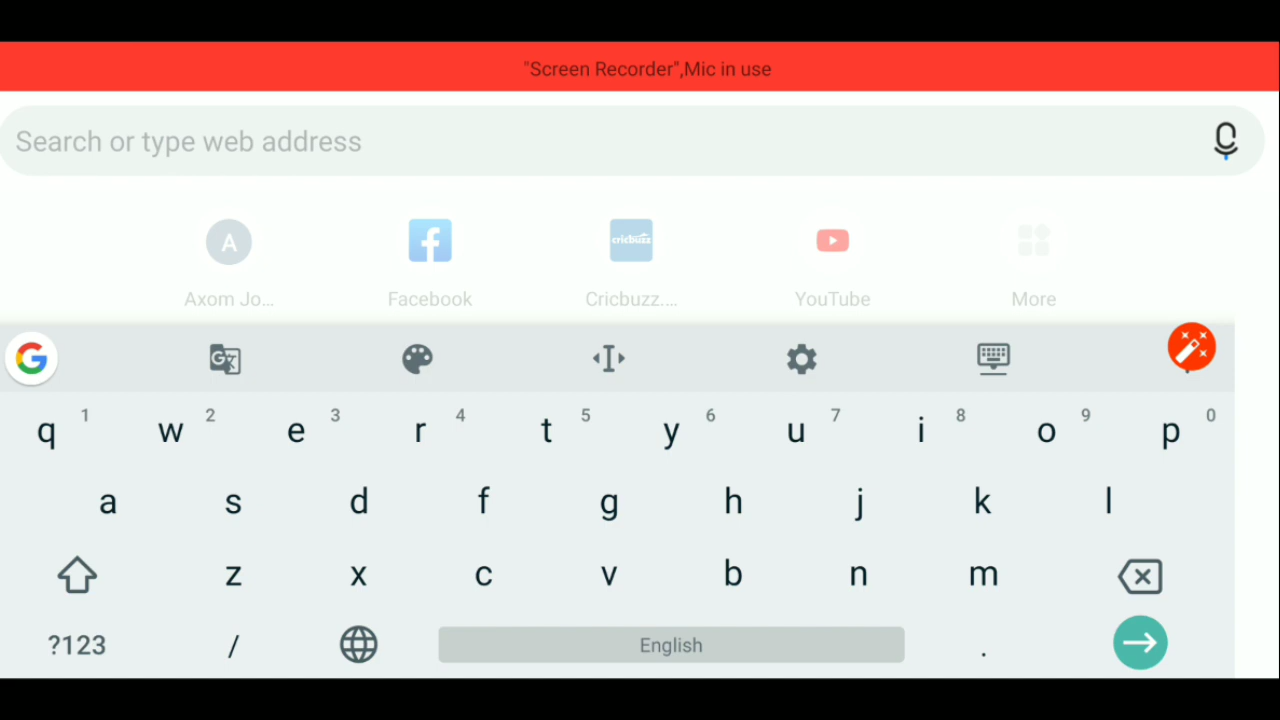 "Screen Recorder",Mic in use
Search or type web address
A
cricbuzz
Axom Jo... Facebook Cricbuzz.... YouTube More
G
q 1 w 2 e 3 r 4 t 5 y 6 u 7 i 8 o 9 p 0
a s d f g h j k l
z x c v b n m
?123 / English .